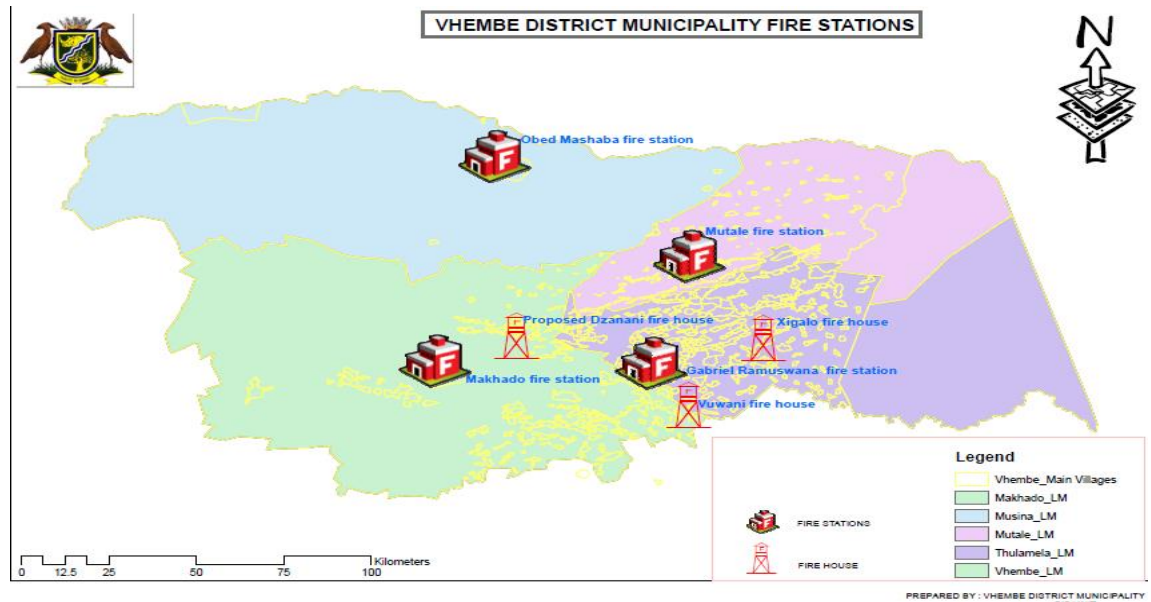 VHEMBE DISTRICT MUNICIPALITY FIRE STATIONS
N
Obed Mashaba fire station
Mutale fire station
Proposed Dzanani fire house
Xigalo fire house
Makhado fire station
Gabriel Ramuswana fire station
Vuwani fire house
Legend
Vhembe_Main Villages
Makhado_LM
Musina_LM
Mutale_LM
Thulamela_LM
Vhembe_LM
F
FIRE STATIONS
FIRE HOUSE
Kilometers
0 12.5 25 50 75 100
PREPARED BY : VHEMBE DISTRICT MUNICIPALITY